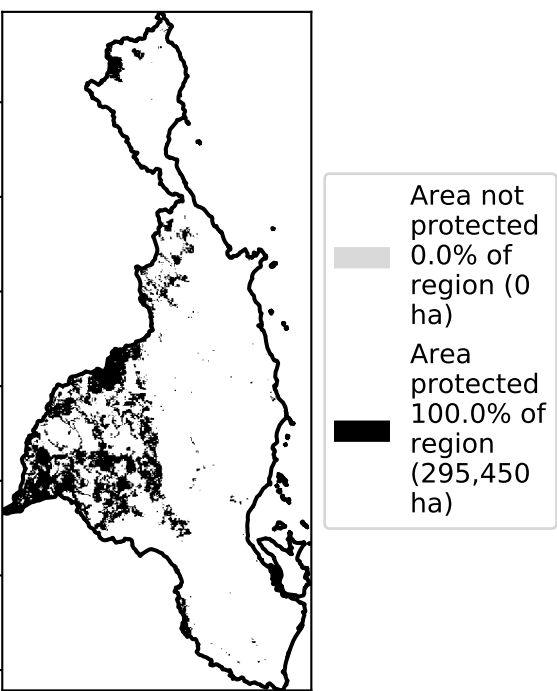 Area not
protected
0.0% of
region (0
ha)
Area
protected
100.0% of
region
(295,450
ha)